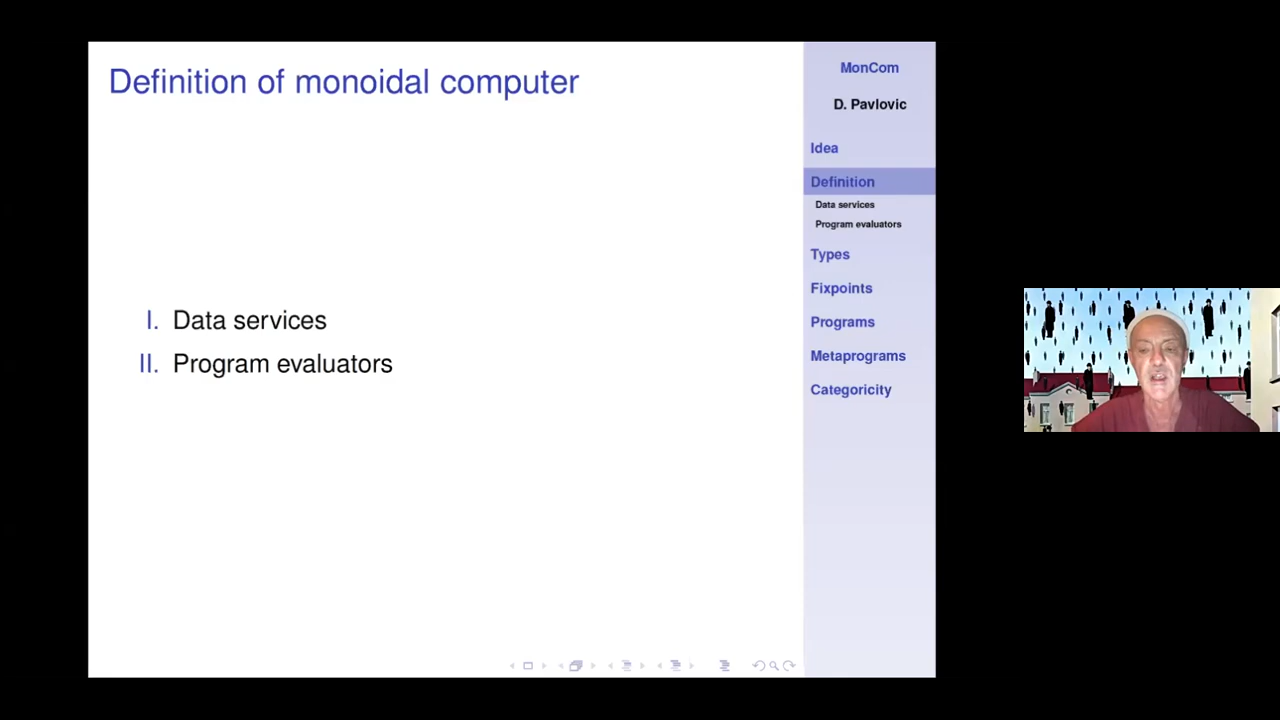 Definition of monoidal computer
I. Data services
II. Program evaluators
MonCom
D. Pavlovic
Idea
Definition
Data services
Program evaluators
Types
Fixpoints
Programs
Metaprograms
Categoricity